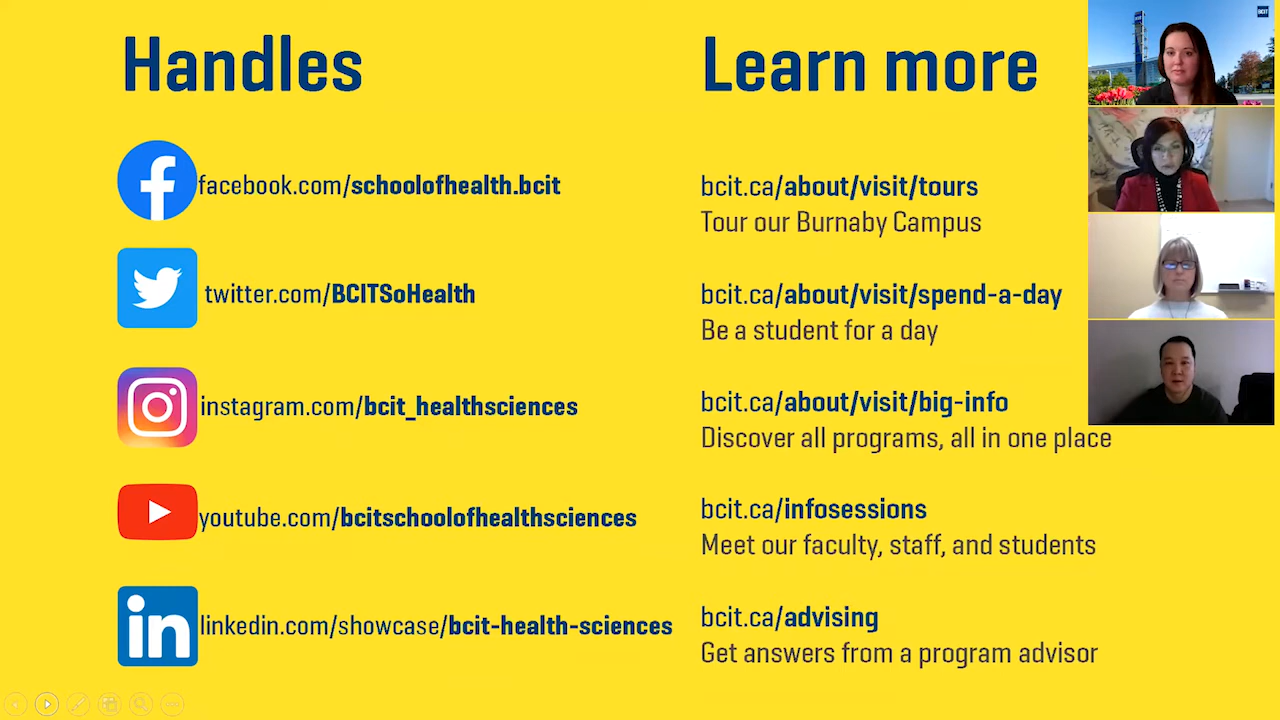 Handles
facebook.com/schoolofhealth.bcit
twitter.com/BCITSoHealth
instagram.com/bcit_healthsciences
youtube.com/bcitschoolofhealthsciences
in
linkedin.com/showcase/bcit-health-sciences
Learn more
bcit.ca/about/visit/tours
Tour our Burnaby Campus
bcit.ca/about/visit/spend-a-day
Be a student for a day
bcit.ca/about/visit/big-info
Discover all programs, all in one place
bcit.ca/infosessions
Meet our faculty, staff, and students
bcit.ca/advising
Get answers from a program advisor
BCIT